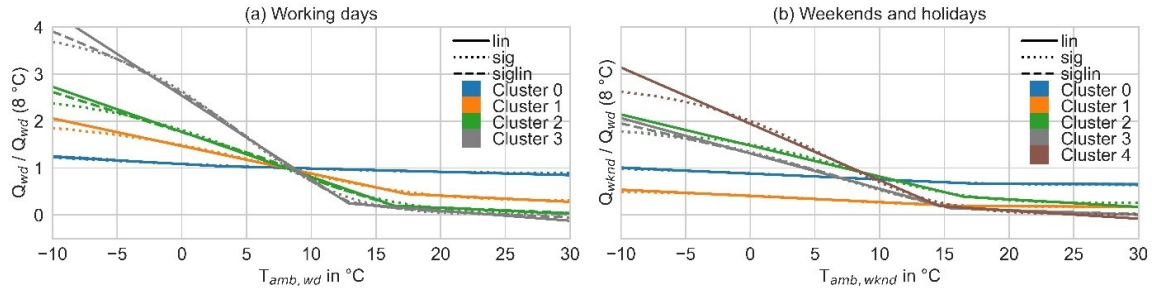 (a) Working days
Q_wd / Q_wd (8 °C)
4
3
2
1
0
lin
sig
siglin
Cluster 0
Cluster 1
Cluster 2
Cluster 3
−10 −5 0 5 10 15 20 25 30
T_amb, wd in °C
(b) Weekends and holidays
Q_wknd / Q_wd (8 °C)
lin
sig
siglin
Cluster 0
Cluster 1
Cluster 2
Cluster 3
Cluster 4
−10 −5 0 5 10 15 20 25 30
T_amb, wknd in °C